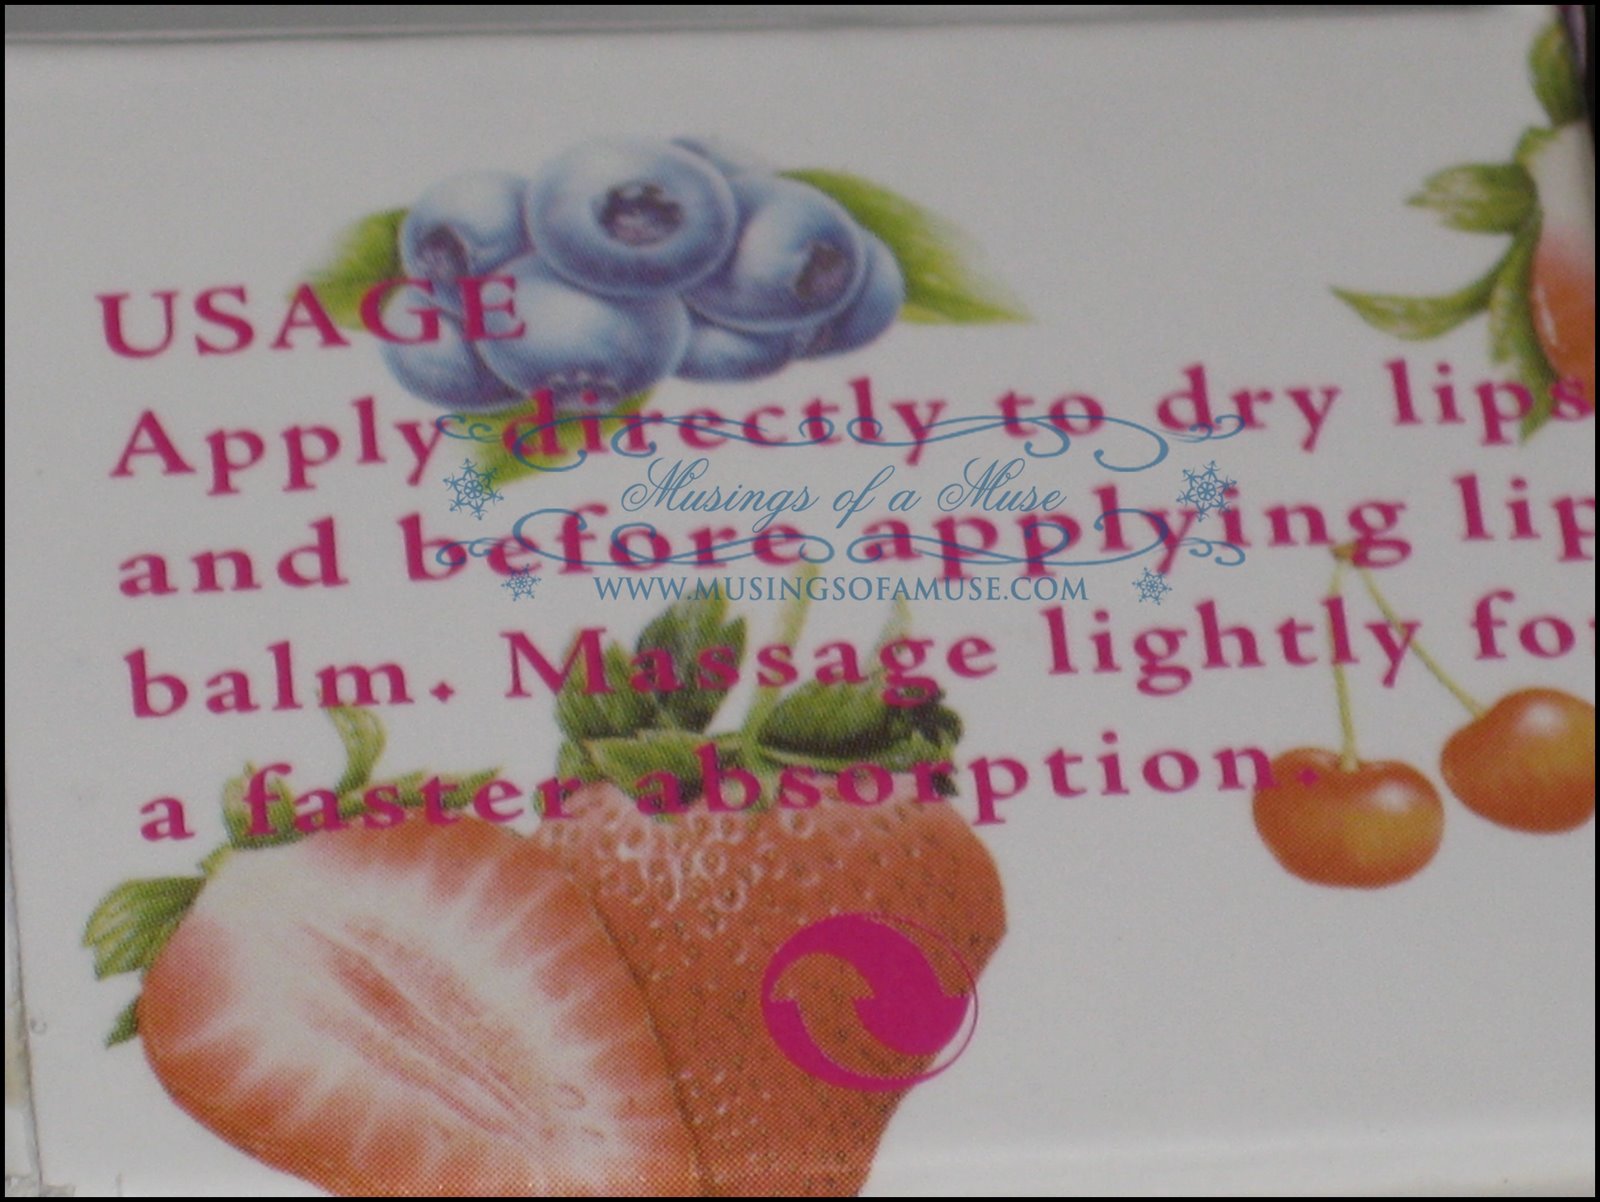 USAGE
Apply directly to dry lips
and before applying lip
balm. Massage lightly for
a faster absorption.
Musings of a Muse
WWW.MUSINGSOFAMUSE.COM